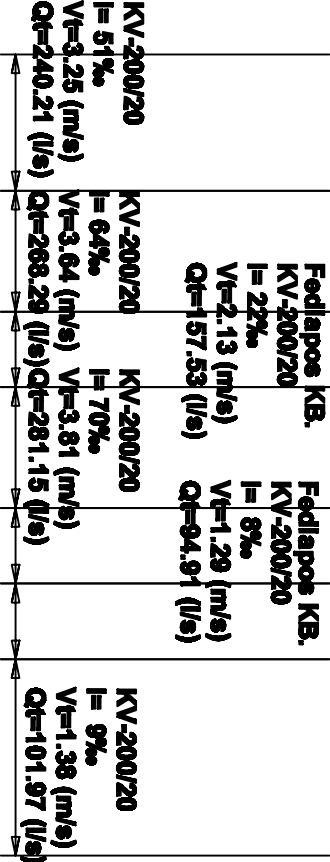 KV-200/20
I= 51‰
Vt=3.25 (m/s)
Qt=240.21 (l/s)
KV-200/20
I= 64‰
Vt=3.64 (m/s)
Qt=268.29 (l/s)
Fedlapos KB.
KV-200/20
I= 22‰
Vt=2.13 (m/s)
Qt=157.53 (l/s)
KV-200/20
I= 70‰
Vt=3.81 (m/s)
Qt=281.15 (l/s)
Fedlapos KB.
KV-200/20
I= 8‰
Vt=1.29 (m/s)
Qt=94.91 (l/s)
KV-200/20
I= 9‰
Vt=1.38 (m/s)
Qt=101.97 (l/s)